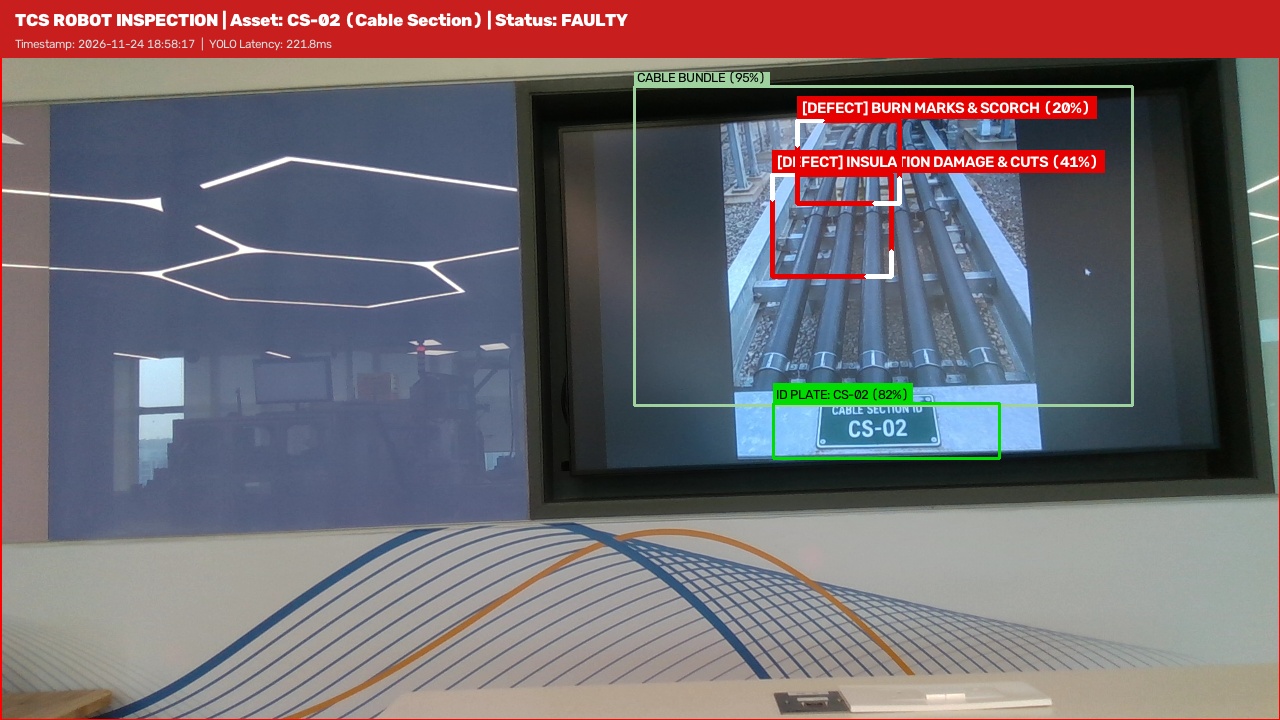 TCS ROBOT INSPECTION | Asset: CS-02 (Cable Section) | Status: FAULTY
Timestamp: 2026-11-24 18:58:17 | YOLO Latency: 221.8ms
CABLE BUNDLE (95%)
[DEFECT] BURN MARKS & SCORCH (20%)
[DEFECT] INSULATION DAMAGE & CUTS (41%)
ID PLATE: CS-02 (82%)
CABLE SECTION ID
CS-02